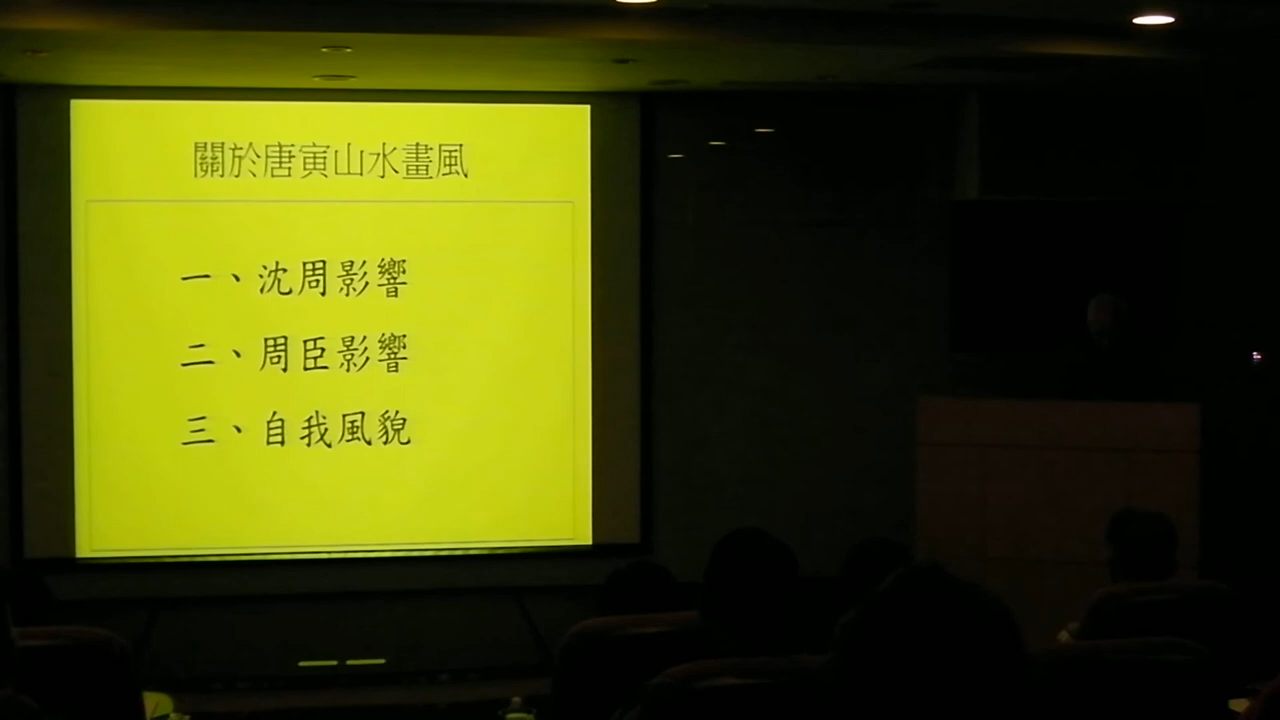 關於唐寅山水畫風
一、沈周影響
二、周臣影響
三、自我風貌